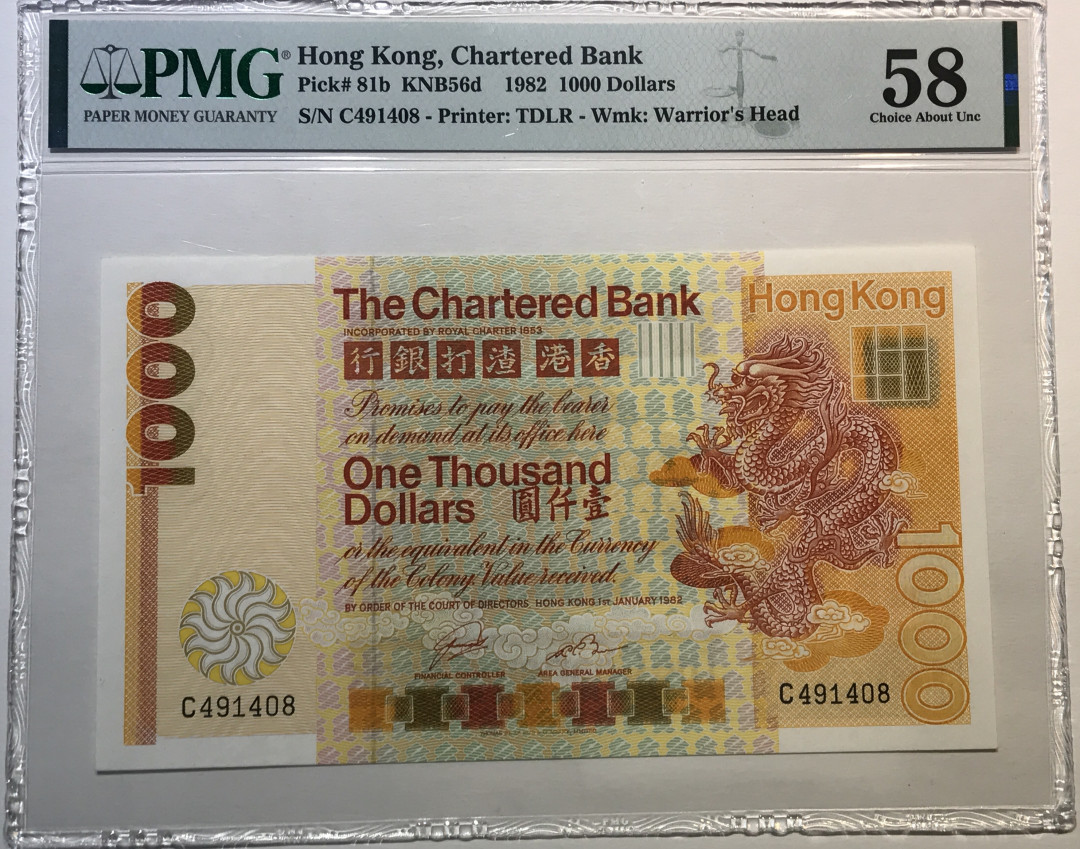 PMG®
PAPER MONEY GUARANTY
Hong Kong, Chartered Bank
Pick# 81b KNB56d 1982 1000 Dollars
S/N C491408 - Printer: TDLR - Wmk: Warrior's Head
58
Choice About Unc
1000
The Chartered Bank
INCORPORATED BY ROYAL CHARTER 1853
行銀打渣 港香
Promises to pay the bearer
on demand at its office here
One Thousand
Dollars 圓仟壹
or the equivalent in the Currency
of the Colony. Value received.
BY ORDER OF THE COURT OF DIRECTORS, HONG KONG 1ST JANUARY 1982
FINANCIAL CONTROLLER
AREA GENERAL MANAGER
Hong Kong
1000
C491408
C491408